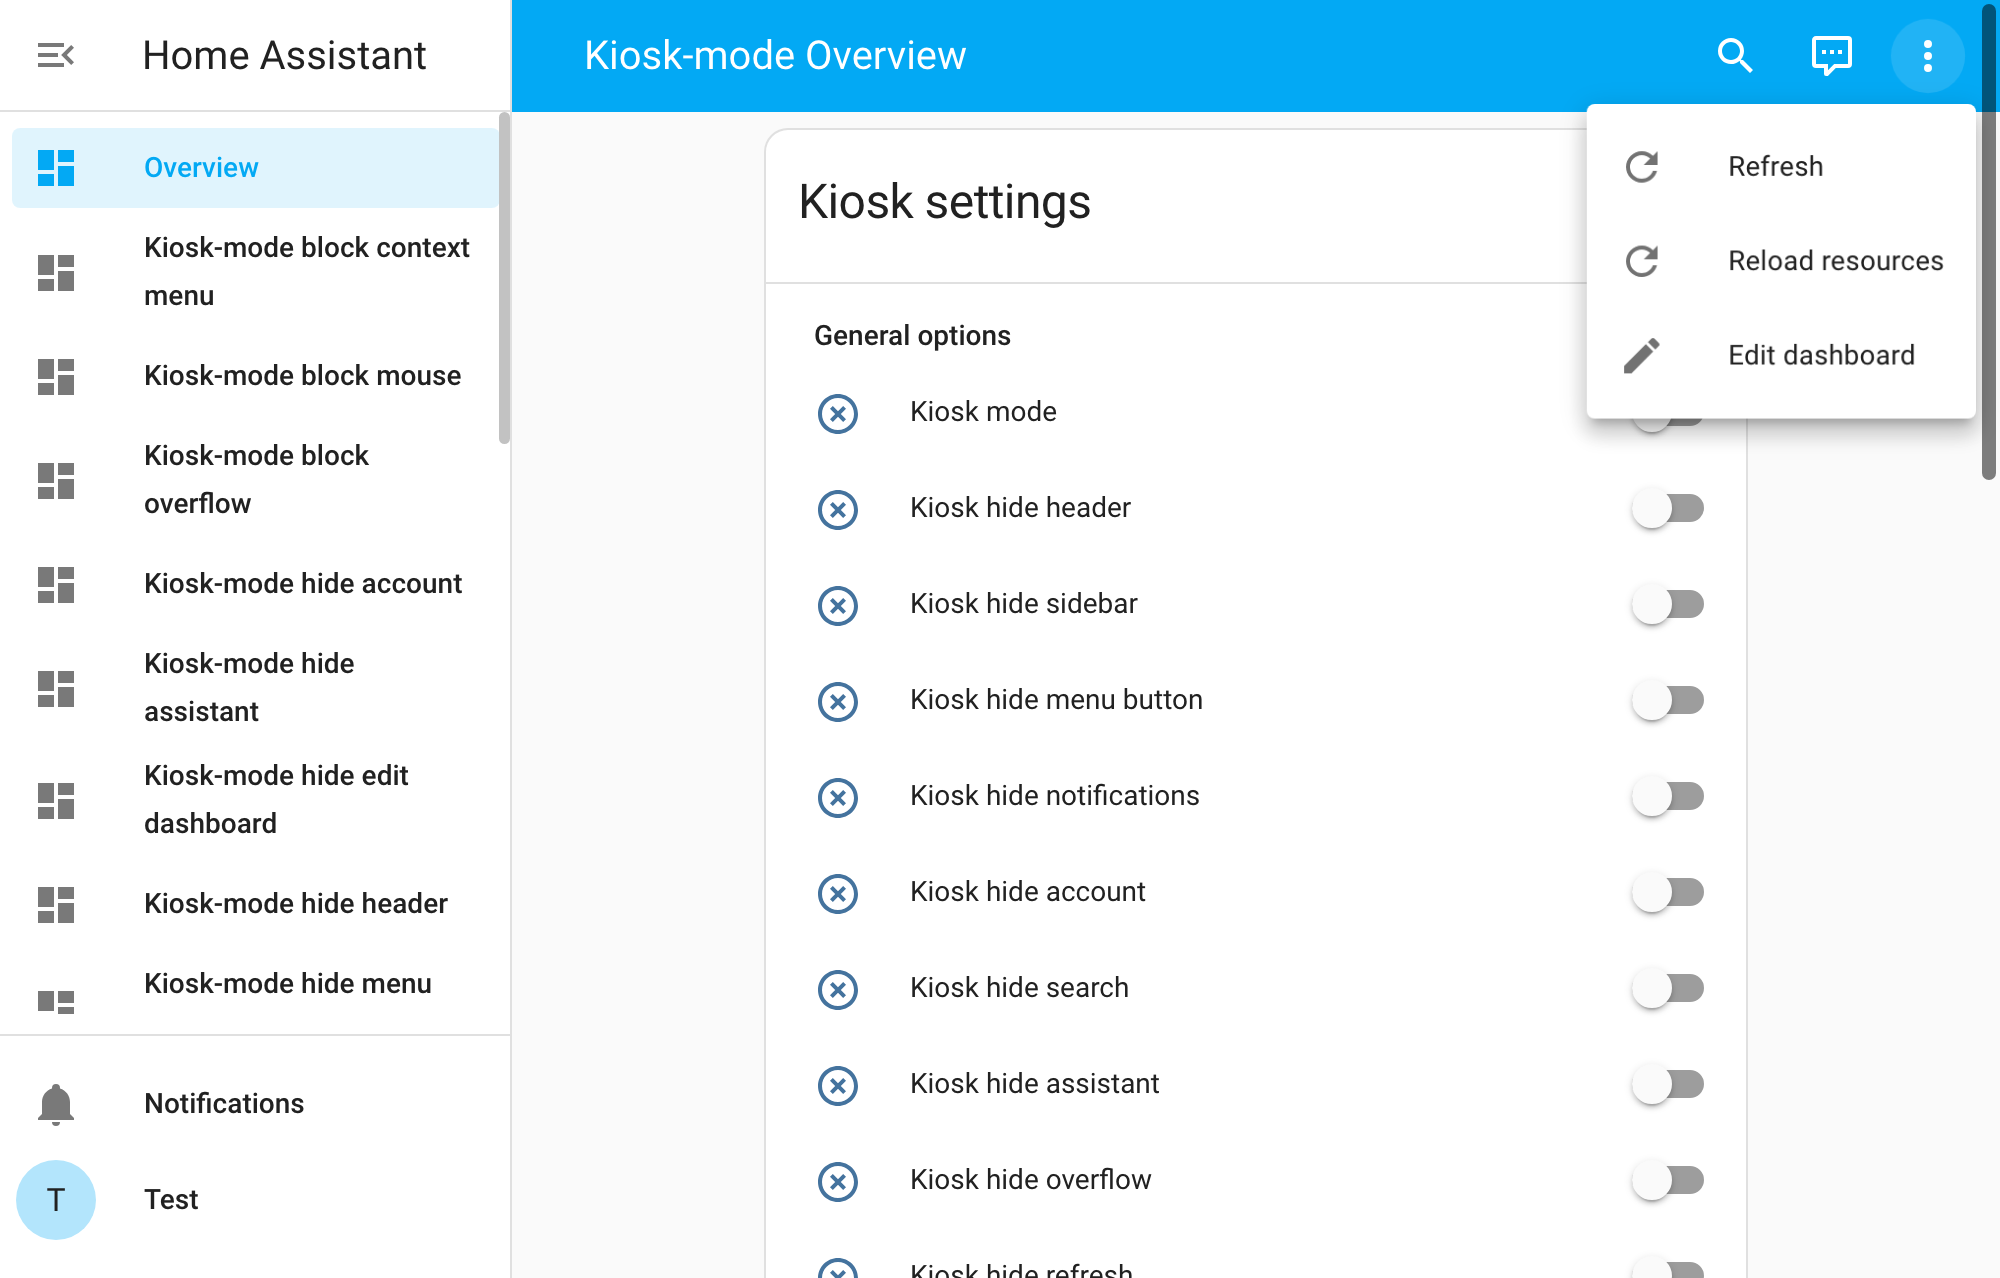 Home Assistant
Overview
Kiosk-mode block context
menu
Kiosk-mode block mouse
Kiosk-mode block
overflow
Kiosk-mode hide account
Kiosk-mode hide
assistant
Kiosk-mode hide edit
dashboard
Kiosk-mode hide header
Kiosk-mode hide menu
Notifications
T
Test
Kiosk-mode Overview
Refresh
Reload resources
Edit dashboard
Kiosk settings
General options
Kiosk mode
Kiosk hide header
Kiosk hide sidebar
Kiosk hide menu button
Kiosk hide notifications
Kiosk hide account
Kiosk hide search
Kiosk hide assistant
Kiosk hide overflow
Kiosk hide refresh